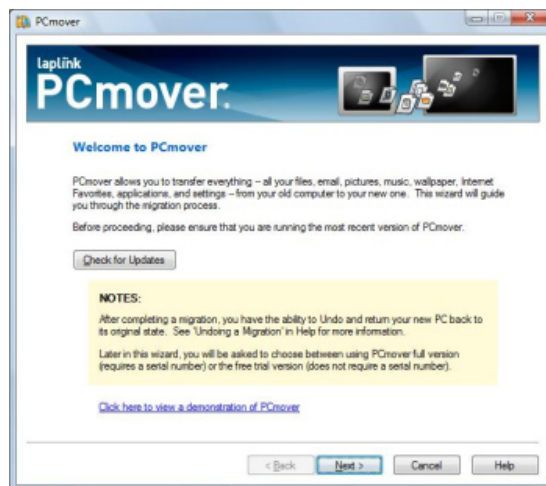 PCmover
laplink
PCmover.
Welcome to PCmover
PCmover allows you to transfer everything -- all your files, email, pictures, music, wallpaper, Internet
Favorites, applications, and settings -- from your old computer to your new one. This wizard will guide
you through the migration process.
Before proceeding, please ensure that you are running the most recent version of PCmover.
Check for Updates
NOTES:
After completing a migration, you have the ability to Undo and return your new PC back to
its original state. See 'Undoing a Migration' in Help for more information.
Later in this wizard, you will be asked to choose between using PCmover full version
(requires a serial number) or the free trial version (does not require a serial number).
Click here to view a demonstration of PCmover
< Back Next > Cancel Help